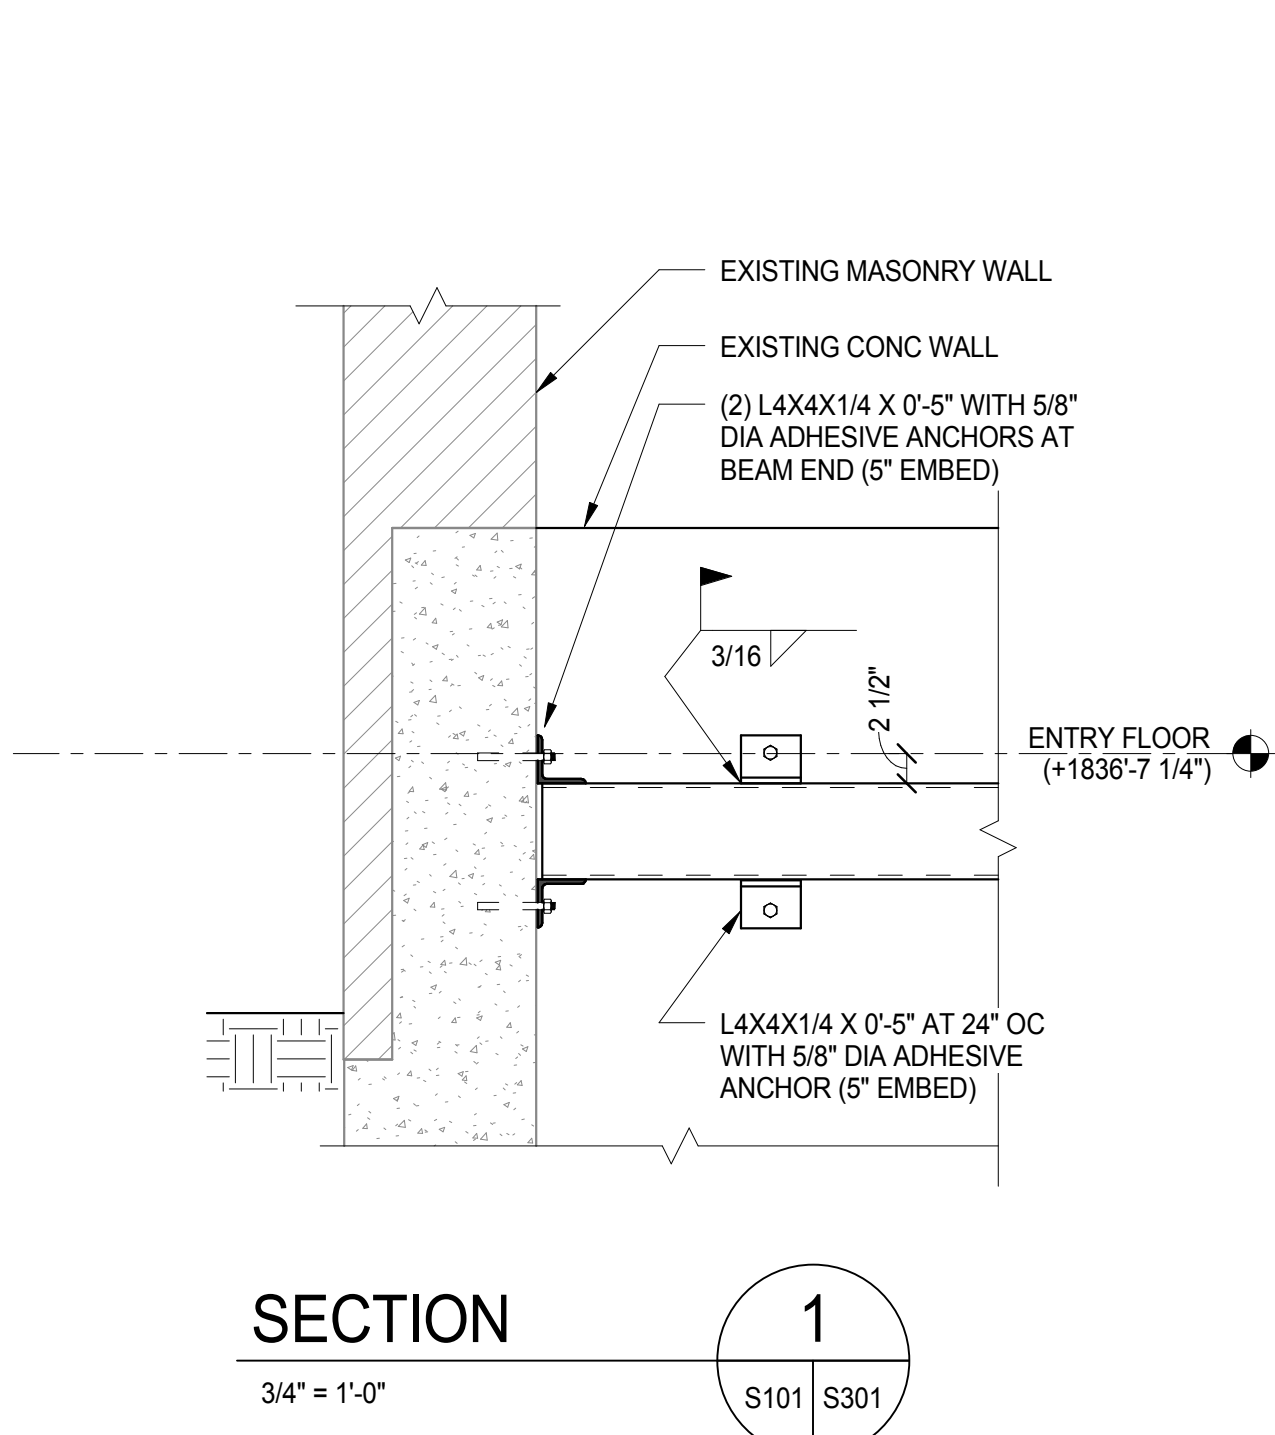 EXISTING MASONRY WALL
EXISTING CONC WALL
(2) L4X4X1/4 X 0'-5" WITH 5/8"
DIA ADHESIVE ANCHORS AT
BEAM END (5" EMBED)
3/16
2 1/2"
ENTRY FLOOR
(+1836'-7 1/4")
L4X4X1/4 X 0'-5" AT 24" OC
WITH 5/8" DIA ADHESIVE
ANCHOR (5" EMBED)
SECTION
1
3/4" = 1'-0"
S101
S301